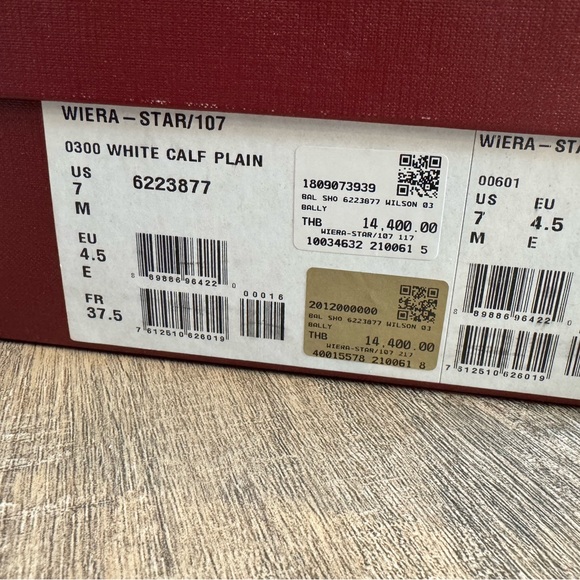 WIERA-STAR/107
0300 WHITE CALF PLAIN
US
7
M
6223877
EU
4.5
E
FR
37.5
8 89886 96422 0
00016
7 612510 626019
1809073939
BAL SHO 6223877 WILSON 03
BALLY
THB 14,400.00
WIERA-STAR/107 117
10034632 210061 5
2012000000
BAL SHO 6223877 WILSON 03
BALLY
THB 14,400.00
WIERA-STAR/107 217
40015578 210061 8
WIERA-STA
00601
US EU
7 4.5
M E
89886 96422 0
7 612510 626019